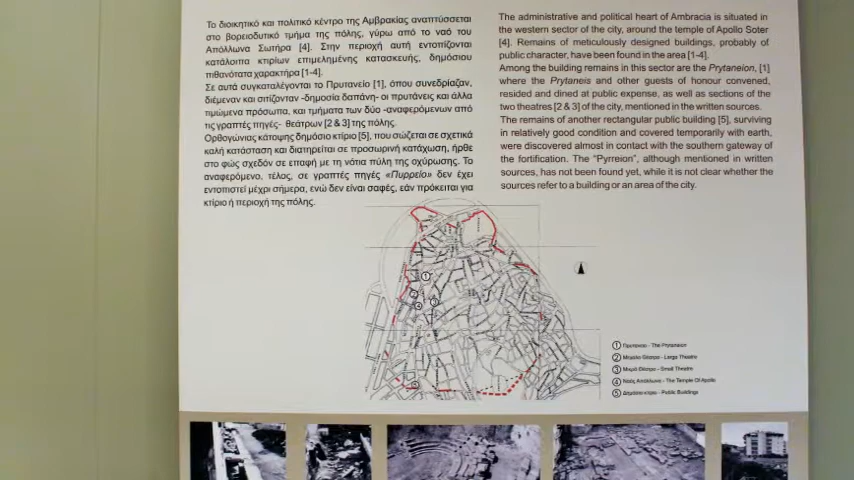 Το διοικητικό και πολιτικό κέντρο της Αμβρακίας αναπτύσσεται
στο βορειοδυτικό τμήμα της πόλης, γύρω από το ναό του
Απόλλωνα Σωτήρα [4]. Στην περιοχή αυτή εντοπίζονται
κατάλοιπα κτιρίων επιμελημένης κατασκευής, δημόσιου
πιθανότατα χαρακτήρα [1-4].
Σε αυτά συγκαταλέγονται το Πρυτανείο [1], όπου συνεδρίαζαν,
διέμεναν και σιτίζονταν -δημοσία δαπάνη- οι πρυτάνεις και άλλα
τιμώμενα πρόσωπα, και τμήματα των δύο -αναφερόμενων από
τις γραπτές πηγές- θεάτρων [2 & 3] της πόλης.
Ορθογώνιας κάτοψης δημόσιο κτίριο [5], που σώζεται σε σχετικά
καλή κατάσταση και διατηρείται σε προσωρινή κατάχωση, ήρθε
στο φώς σχεδόν σε επαφή με τη νότια πύλη της οχύρωσης. Το
αναφερόμενο, τέλος, σε γραπτές πηγές «Πυρρείο» δεν έχει
εντοπιστεί μέχρι σήμερα, ενώ δεν είναι σαφές, εάν πρόκειται για
κτίριο ή περιοχή της πόλης.
The administrative and political heart of Ambracia is situated in
the western sector of the city, around the temple of Apollo Soter
[4]. Remains of meticulously designed buildings, probably of
public character, have been found in the area [1-4].
Among the building remains in this sector are the Prytaneion, [1]
where the Prytaneis and other guests of honour convened,
resided and dined at public expense, as well as sections of the
two theatres [2 & 3] of the city, mentioned in the written sources.
The remains of another rectangular public building [5], surviving
in relatively good condition and covered temporarily with earth,
were discovered almost in contact with the southern gateway of
the fortification. The "Pyrreion", although mentioned in written
sources, has not been found yet, while it is not clear whether the
sources refer to a building or an area of the city.
1 Πρυτανείο - The Prytaneion
2 Μεγάλο Θέατρο - Large Theatre
3 Μικρό Θέατρο - Small Theatre
4 Ναός Απόλλωνα - The Temple Of Apollo
5 Δημόσιο κτίριο - Public Buildings